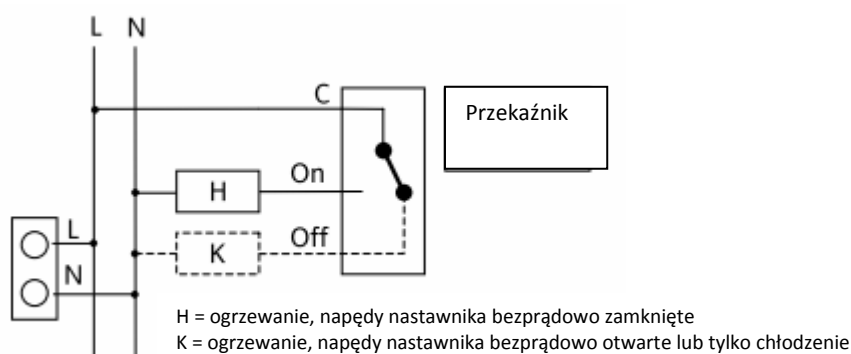 L N
C
Przekaźnik
On
H
Off
K
L
N
H = ogrzewanie, napędy nastawnika bezprądowo zamknięte
K = ogrzewanie, napędy nastawnika bezprądowo otwarte lub tylko chłodzenie